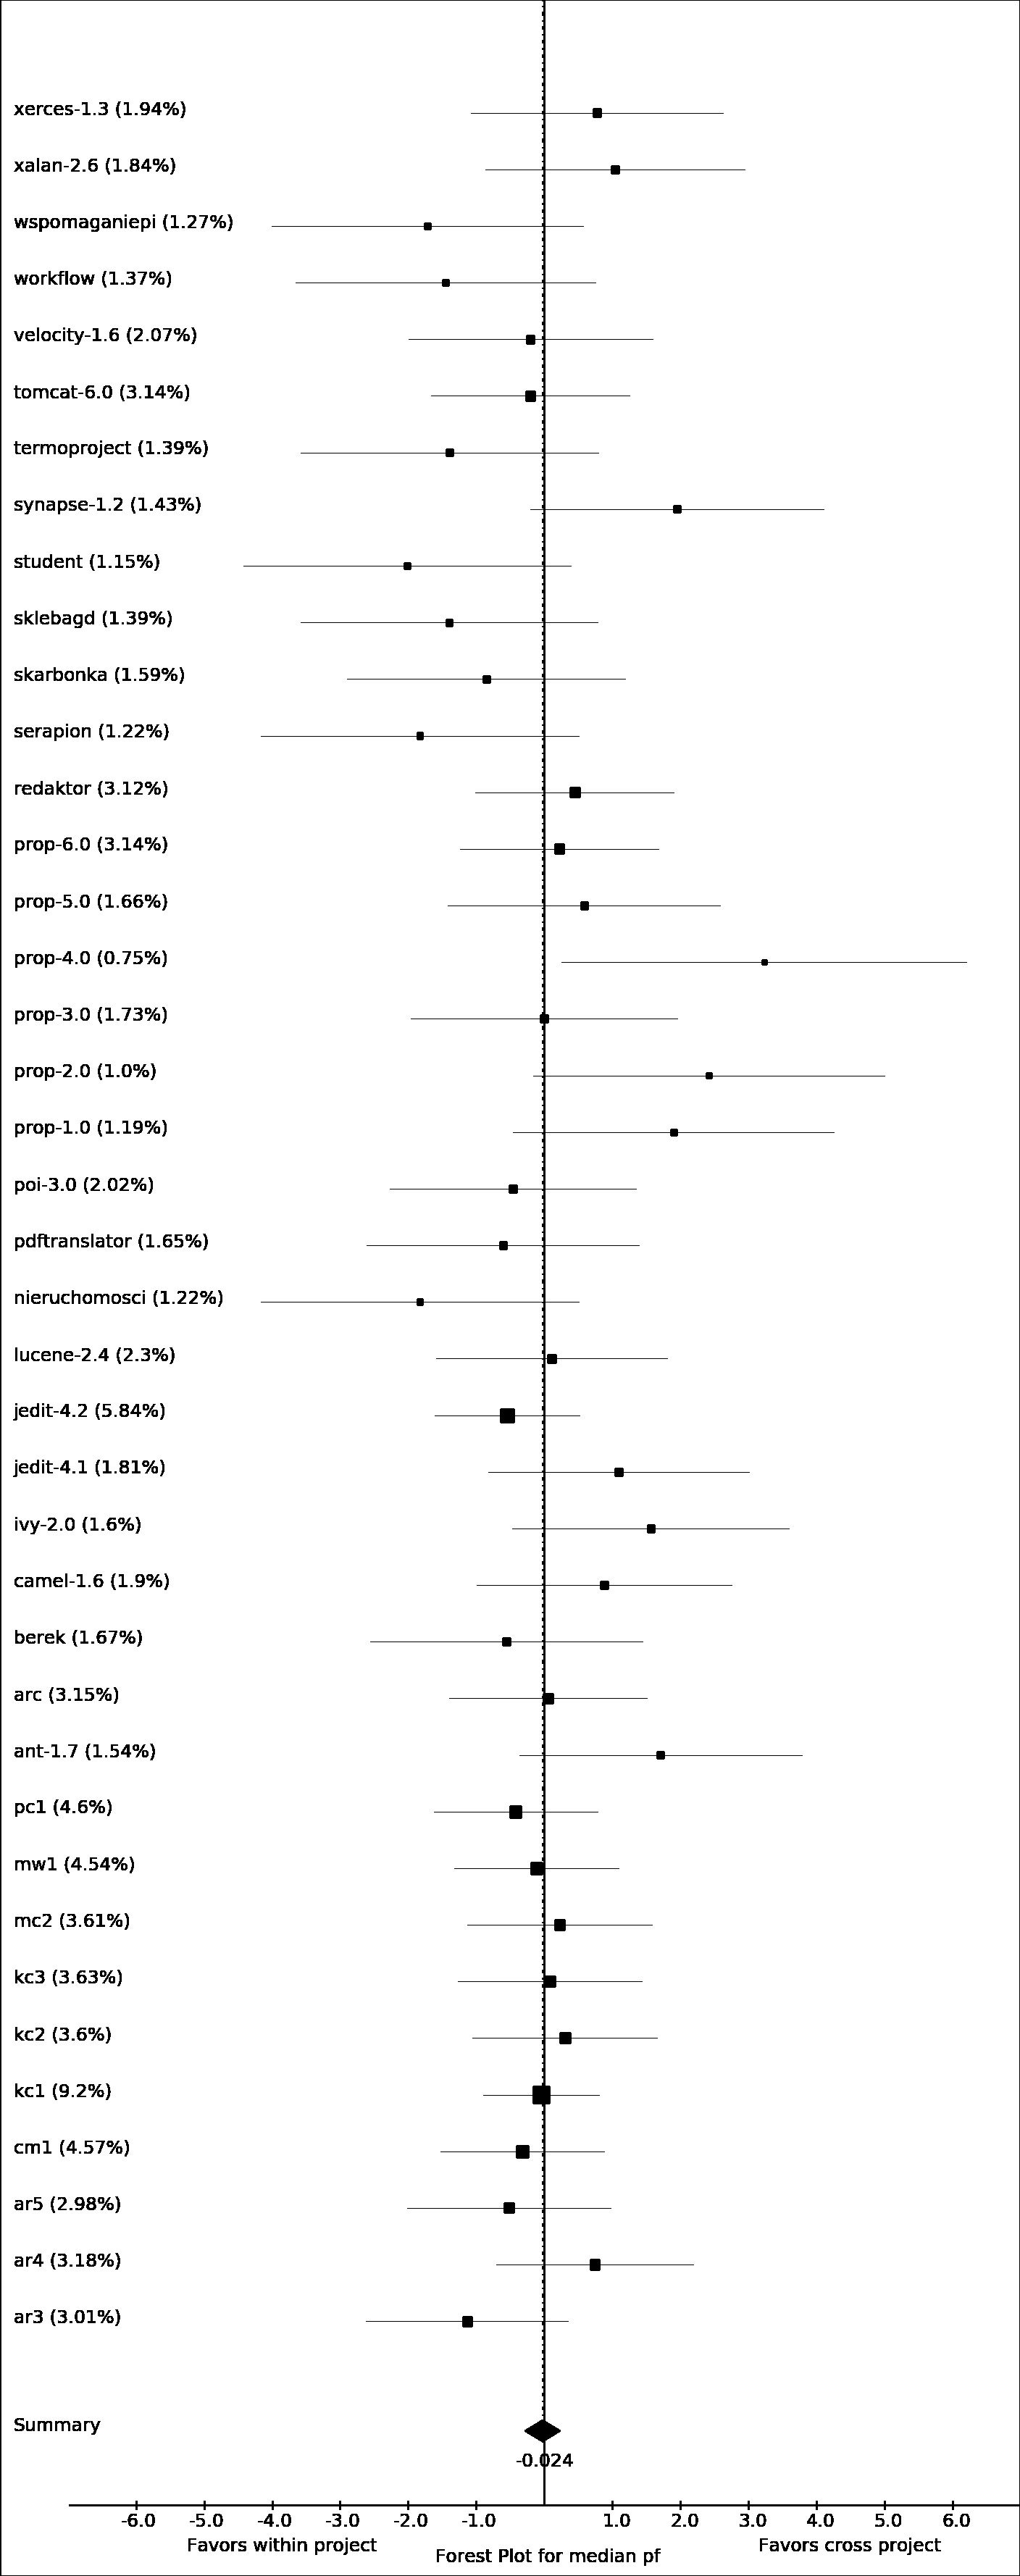 xerces-1.3 (1.94%)
xalan-2.6 (1.84%)
wspomaganiepi (1.27%)
workflow (1.37%)
velocity-1.6 (2.07%)
tomcat-6.0 (3.14%)
termoproject (1.39%)
synapse-1.2 (1.43%)
student (1.15%)
sklebagd (1.39%)
skarbonka (1.59%)
serapion (1.22%)
redaktor (3.12%)
prop-6.0 (3.14%)
prop-5.0 (1.66%)
prop-4.0 (0.75%)
prop-3.0 (1.73%)
prop-2.0 (1.0%)
prop-1.0 (1.19%)
poi-3.0 (2.02%)
pdftranslator (1.65%)
nieruchomosci (1.22%)
lucene-2.4 (2.3%)
jedit-4.2 (5.84%)
jedit-4.1 (1.81%)
ivy-2.0 (1.6%)
camel-1.6 (1.9%)
berek (1.67%)
arc (3.15%)
ant-1.7 (1.54%)
pc1 (4.6%)
mw1 (4.54%)
mc2 (3.61%)
kc3 (3.63%)
kc2 (3.6%)
kc1 (9.2%)
cm1 (4.57%)
ar5 (2.98%)
ar4 (3.18%)
ar3 (3.01%)
Summary
-0.024
-6.0 -5.0 -4.0 -3.0 -2.0 -1.0 1.0 2.0 3.0 4.0 5.0 6.0
Favors within project Favors cross project
Forest Plot for median pf